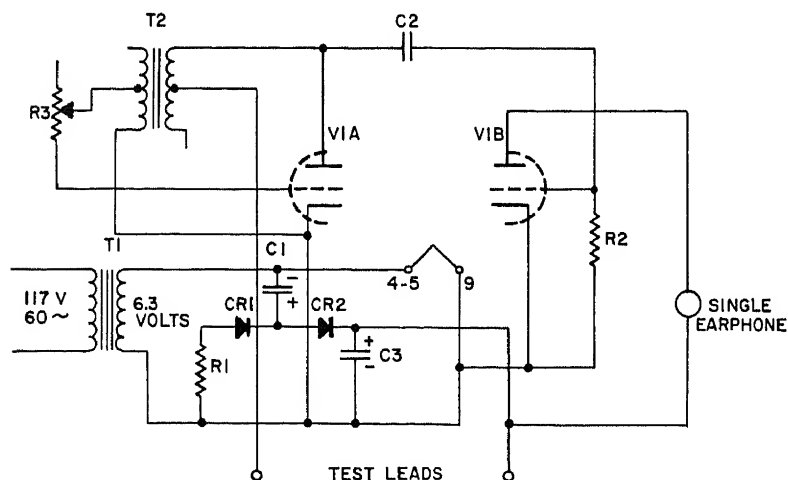 T2
C2
R3
V1A
V1B
R2
T1
C1
−
+
4-5
9
117 V
60 ~
6.3
VOLTS
CR1
CR2
SINGLE
EARPHONE
R1
+
−
C3
TEST LEADS